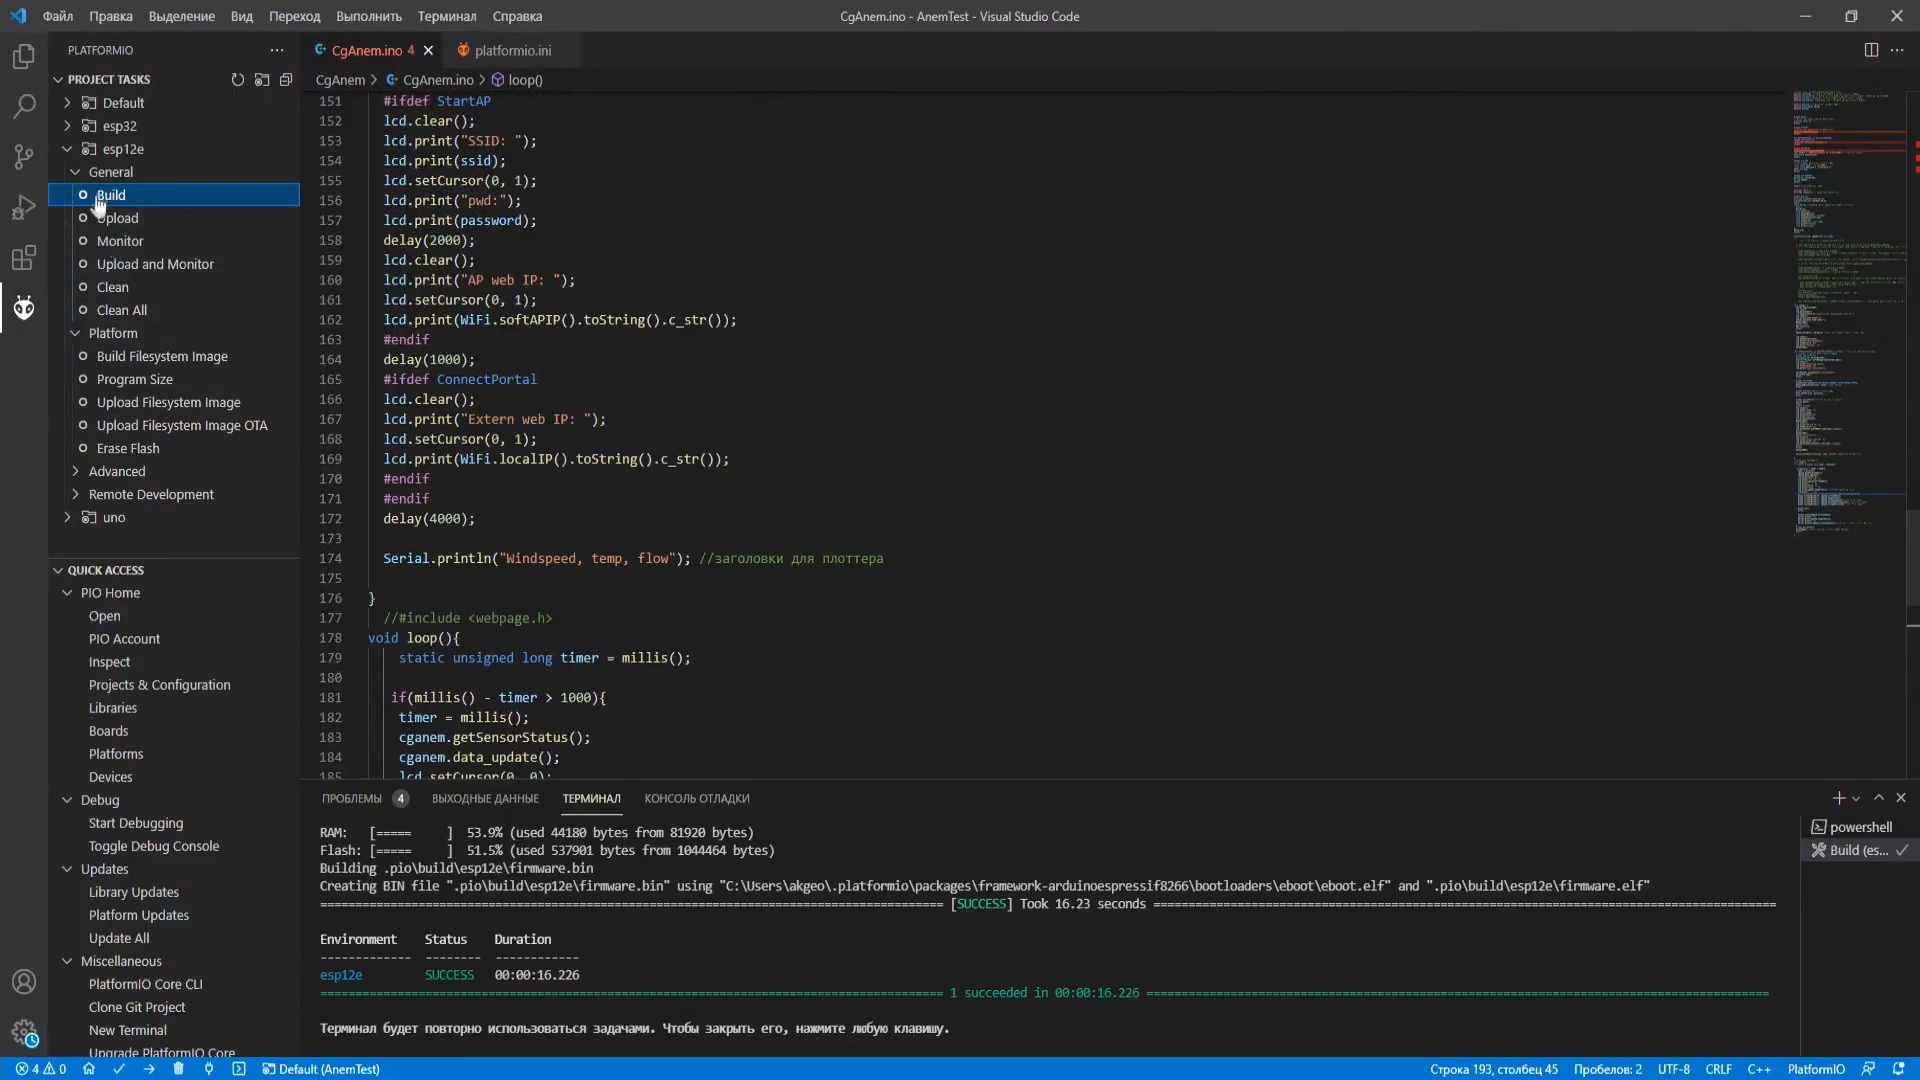 Файл Правка Выделение Вид Переход Выполнить Терминал Справка
CgAnem.ino - AnemTest - Visual Studio Code
PLATFORMIO
PROJECT TASKS
Default
esp32
esp12e
General
Build
Upload
Monitor
Upload and Monitor
Clean
Clean All
Platform
Build Filesystem Image
Program Size
Upload Filesystem Image
Upload Filesystem Image OTA
Erase Flash
Advanced
Remote Development
uno
QUICK ACCESS
PIO Home
Open
PIO Account
Inspect
Projects & Configuration
Libraries
Boards
Platforms
Devices
Debug
Start Debugging
Toggle Debug Console
Updates
Library Updates
Platform Updates
Update All
Miscellaneous
PlatformIO Core CLI
Clone Git Project
New Terminal
Upgrade PlatformIO Core
CgAnem.ino 4
platformio.ini
CgAnem > CgAnem.ino > loop()
151 #ifdef StartAP
152 lcd.clear();
153 lcd.print("SSID: ");
154 lcd.print(ssid);
155 lcd.setCursor(0, 1);
156 lcd.print("pwd:");
157 lcd.print(password);
158 delay(2000);
159 lcd.clear();
160 lcd.print("AP web IP: ");
161 lcd.setCursor(0, 1);
162 lcd.print(WiFi.softAPIP().toString().c_str());
163 #endif
164 delay(1000);
165 #ifdef ConnectPortal
166 lcd.clear();
167 lcd.print("Extern web IP: ");
168 lcd.setCursor(0, 1);
169 lcd.print(WiFi.localIP().toString().c_str());
170 #endif
171 #endif
172 delay(4000);
173
174 Serial.println("Windspeed, temp, flow"); //заголовки для плоттера
175
176 }
177 //#include <webpage.h>
178 void loop(){
179 static unsigned long timer = millis();
180
181 if(millis() - timer > 1000){
182 timer = millis();
183 cganem.getSensorStatus();
184 cganem.data_update();
185 lcd.setCursor(0, 0);
ПРОБЛЕМЫ 4 ВЫХОДНЫЕ ДАННЫЕ ТЕРМИНАЛ КОНСОЛЬ ОТЛАДКИ
RAM: [===== ] 53.9% (used 44180 bytes from 81920 bytes)
Flash: [===== ] 51.5% (used 537901 bytes from 1044464 bytes)
Building .pio\build\esp12e\firmware.bin
Creating BIN file ".pio\build\esp12e\firmware.bin" using "C:\Users\akgeo\.platformio\packages\framework-arduinoespressif8266\bootloaders\eboot\eboot.elf" and ".pio\build\esp12e\firmware.elf"
[SUCCESS] Took 16.23 seconds
Environment Status Duration
esp12e SUCCESS 00:00:16.226
1 succeeded in 00:00:16.226
Терминал будет повторно использоваться задачами. Чтобы закрыть его, нажмите любую клавишу.
powershell
Build (es...
4 0 Default (AnemTest)
Строка 193, столбец 45 Пробелов: 2 UTF-8 CRLF C++ PlatformIO